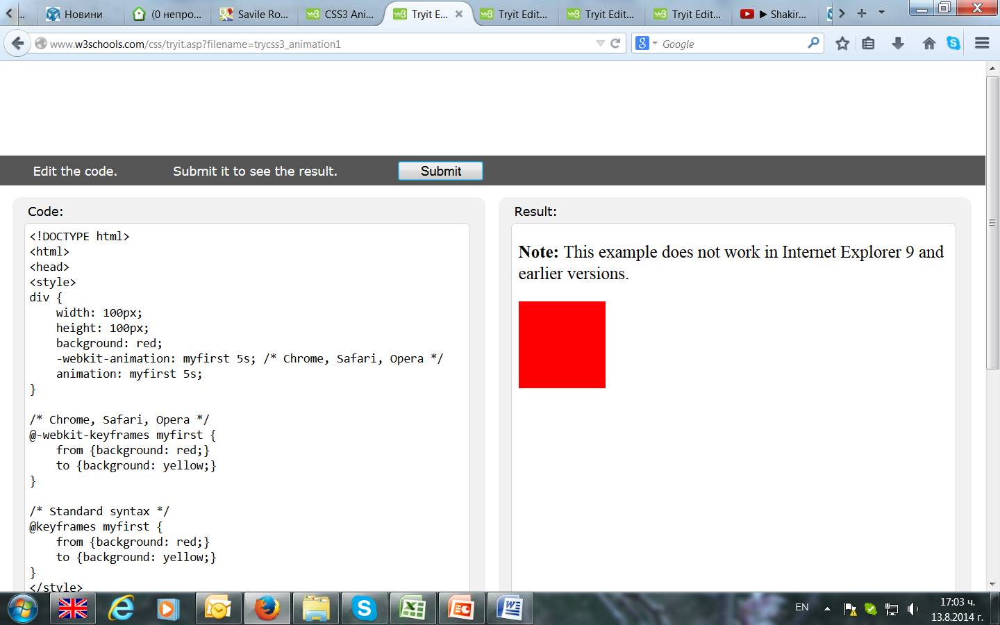 Новини
(0 непро...
Savile Ro...
CSS3 Ani...
Tryit E...
Tryit Edit...
Tryit Edit...
Tryit Edit...
▶ Shakir...
www.w3schools.com/css/tryit.asp?filename=trycss3_animation1
Google
Edit the code.
Submit it to see the result.
Submit
Code:
<!DOCTYPE html>
<html>
<head>
<style>
div {
    width: 100px;
    height: 100px;
    background: red;
    -webkit-animation: myfirst 5s; /* Chrome, Safari, Opera */
    animation: myfirst 5s;
}
/* Chrome, Safari, Opera */
@-webkit-keyframes myfirst {
    from {background: red;}
    to {background: yellow;}
}
/* Standard syntax */
@keyframes myfirst {
    from {background: red;}
    to {background: yellow;}
}
</style>
Result:
Note: This example does not work in Internet Explorer 9 and
earlier versions.
EN
17:03 ч.
13.8.2014 г.